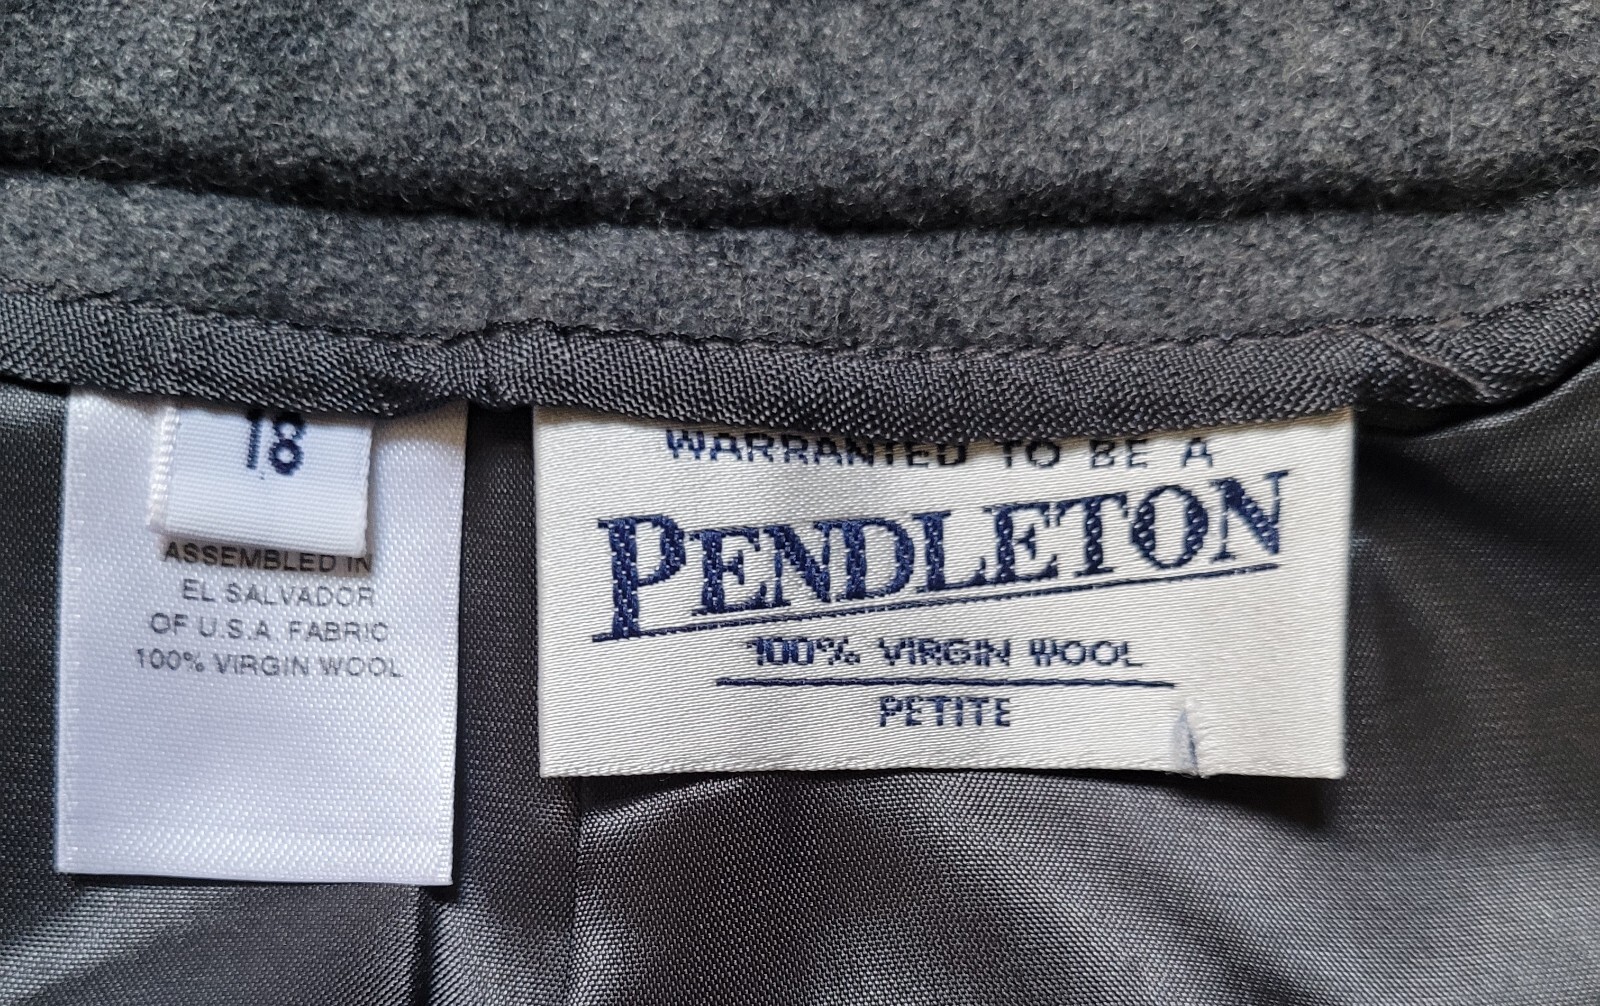 18
ASSEMBLED IN
EL SALVADOR
OF U.S.A. FABRIC
100% VIRGIN WOOL
WARRANTED TO BE A
PENDLETON
100% VIRGIN WOOL
PETITE